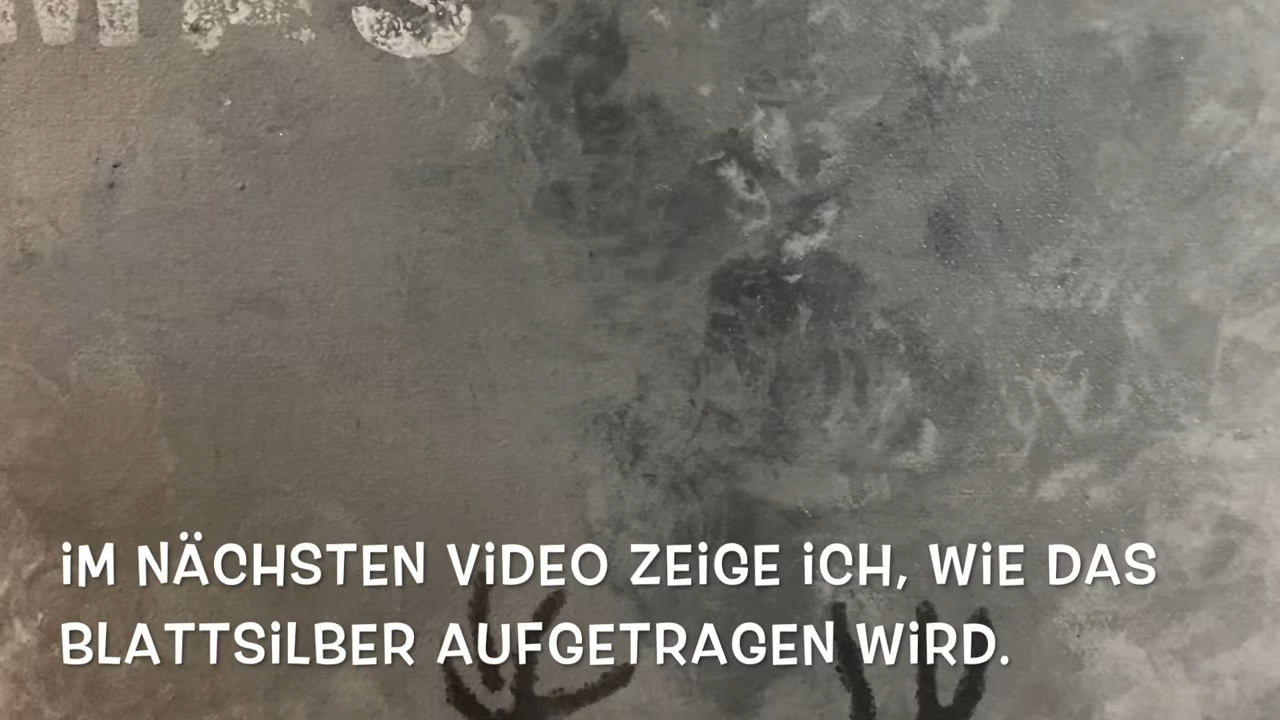 iM NÄCHSTEN ViDEO ZEiGE iCH, WiE DAS
BLATTSiLBER AUFGETRAGEN WiRD.